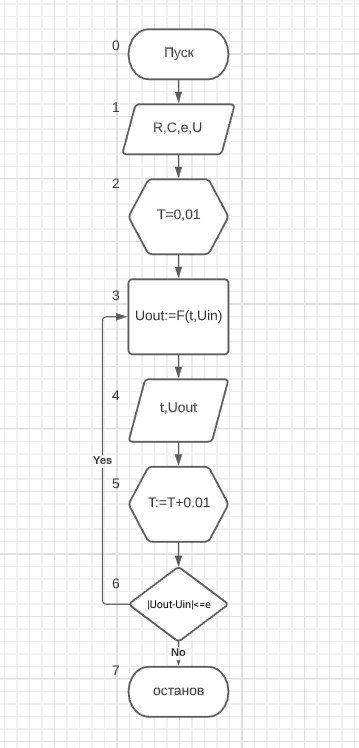 0
Пуск
1
R,C,e,U
2
T=0,01
3
Uout:=F(t,Uin)
4
t,Uout
Yes
5
T:=T+0.01
6
|Uout-Uin|<=e
No
7
останов